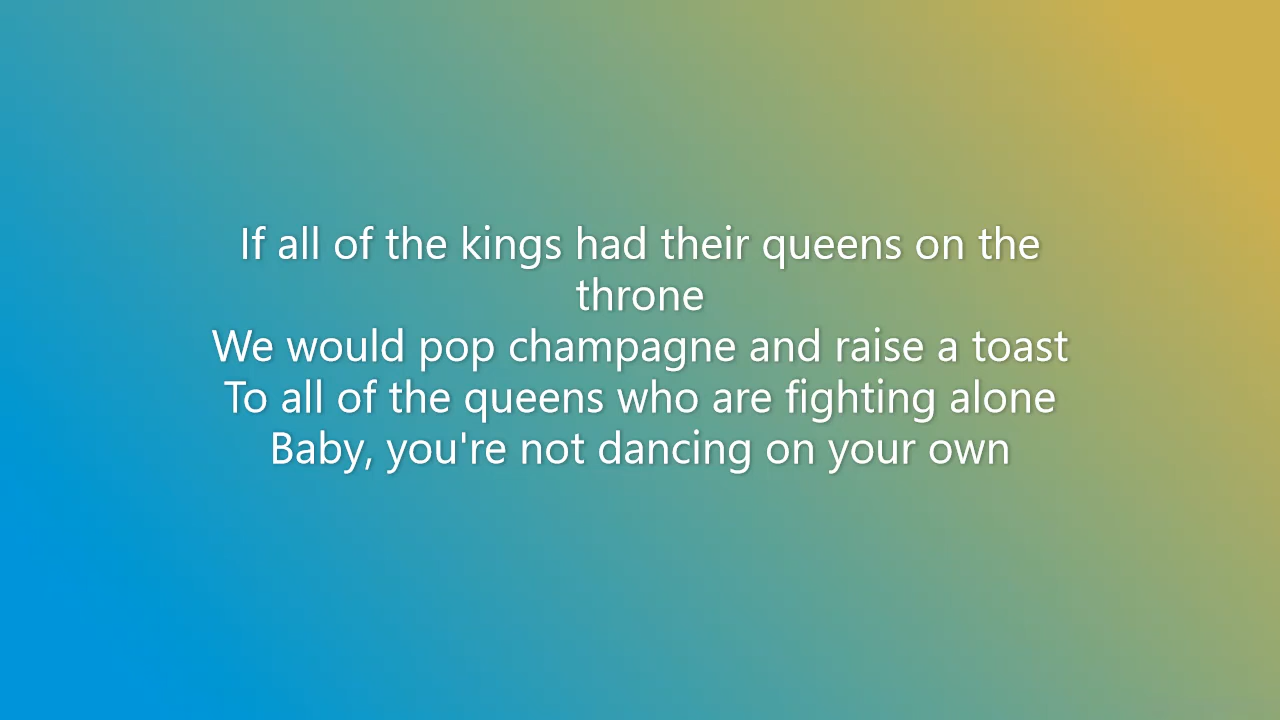 If all of the kings had their queens on the
throne
We would pop champagne and raise a toast
To all of the queens who are fighting alone
Baby, you're not dancing on your own